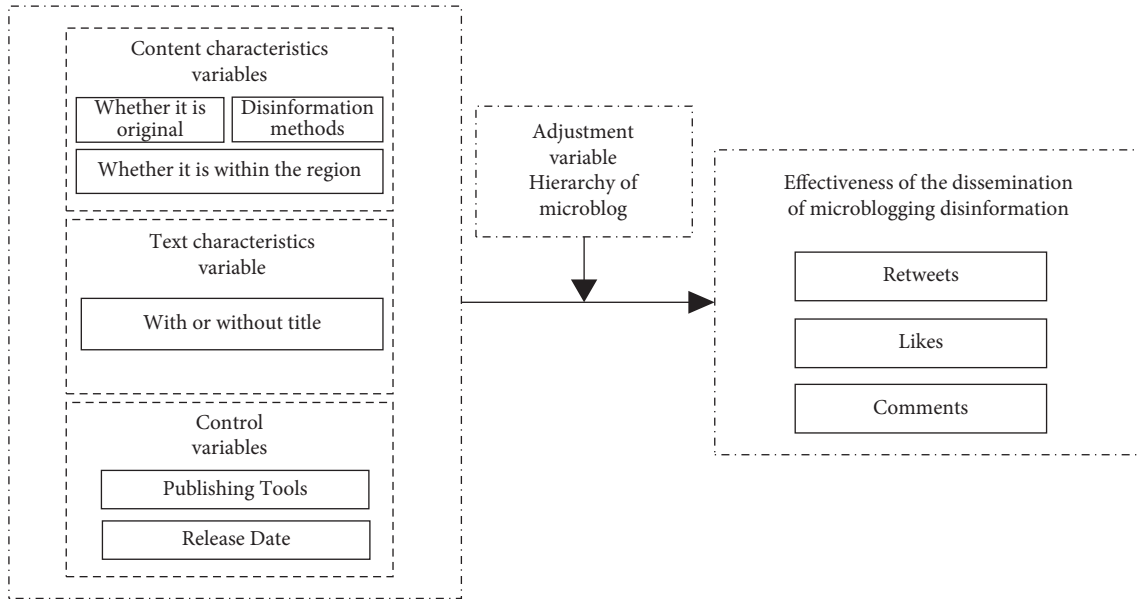 Content characteristics
variables
Whether it is
original
Disinformation
methods
Whether it is within the region
Text characteristics
variable
With or without title
Control
variables
Publishing Tools
Release Date
Adjustment
variable
Hierarchy of
microblog
Effectiveness of the dissemination
of microblogging disinformation
Retweets
Likes
Comments